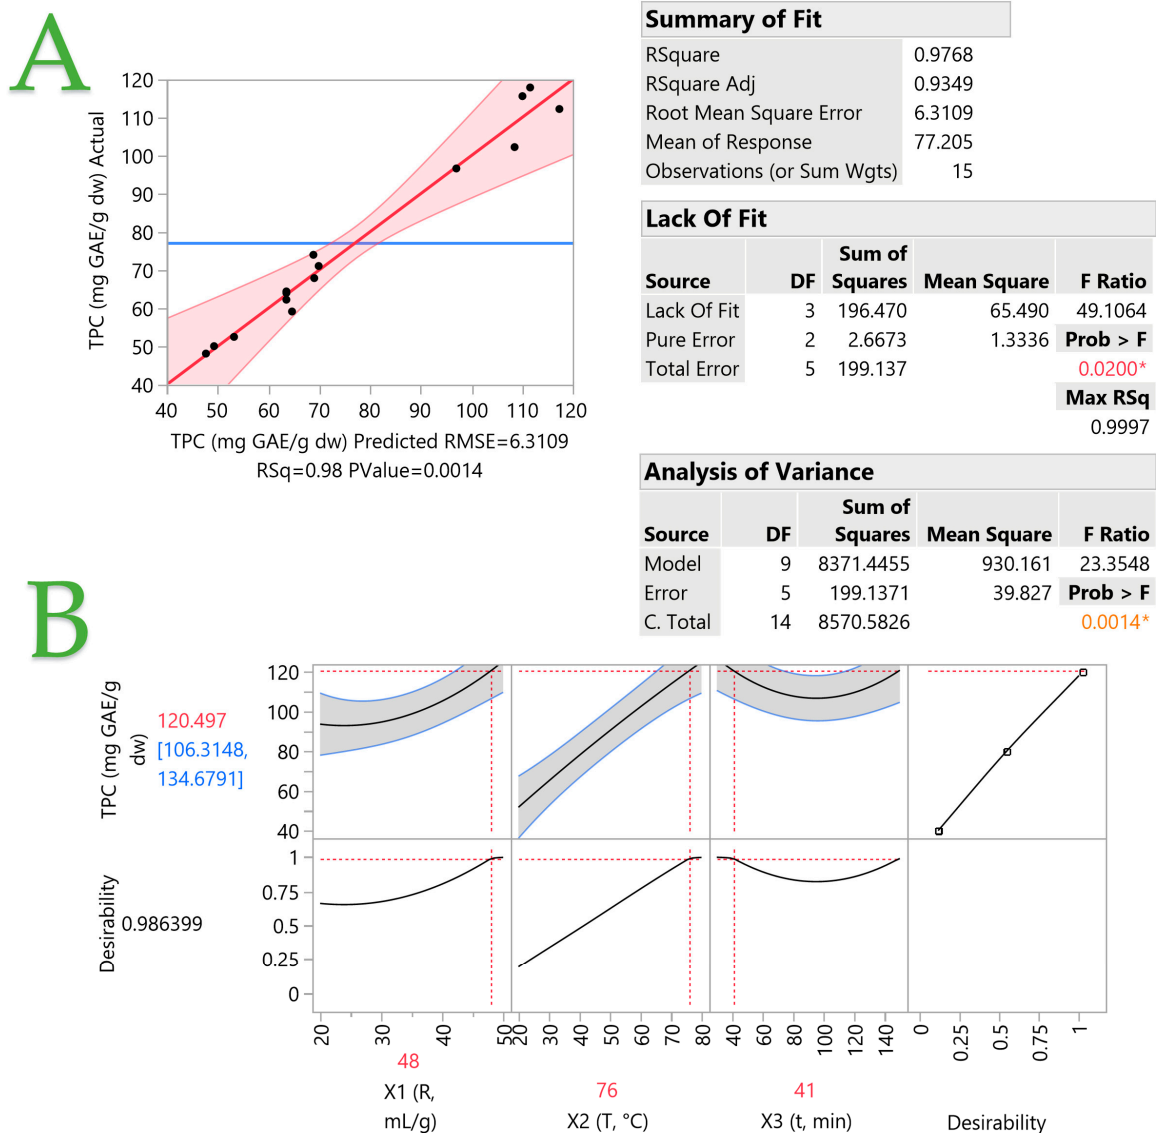 A
120
110
100
90
80
70
60
50
40
TPC (mg GAE/g dw) Actual
40 50 60 70 80 90 100 110 120
TPC (mg GAE/g dw) Predicted RMSE=6.3109
RSq=0.98 PValue=0.0014
Summary of Fit
RSquare 0.9768
RSquare Adj 0.9349
Root Mean Square Error 6.3109
Mean of Response 77.205
Observations (or Sum Wgts) 15
Lack Of Fit
Sum of
Source DF Squares Mean Square F Ratio
Lack Of Fit 3 196.470 65.490 49.1064
Pure Error 2 2.6673 1.3336 Prob > F
Total Error 5 199.137 0.0200*
Max RSq
0.9997
Analysis of Variance
Sum of
Source DF Squares Mean Square F Ratio
Model 9 8371.4455 930.161 23.3548
Error 5 199.1371 39.827 Prob > F
C. Total 14 8570.5826 0.0014*
B
TPC (mg GAE/g
dw)
120.497
[106.3148,
134.6791]
120
100
80
60
40
Desirability
0.986399
1
0.75
0.5
0.25
0
20 30 40 50
20 30 40 50 60 70 80
40 60 80 100 120 140
0 0.25 0.5 0.75 1
48
X1 (R,
mL/g)
76
X2 (T, °C)
41
X3 (t, min)
Desirability